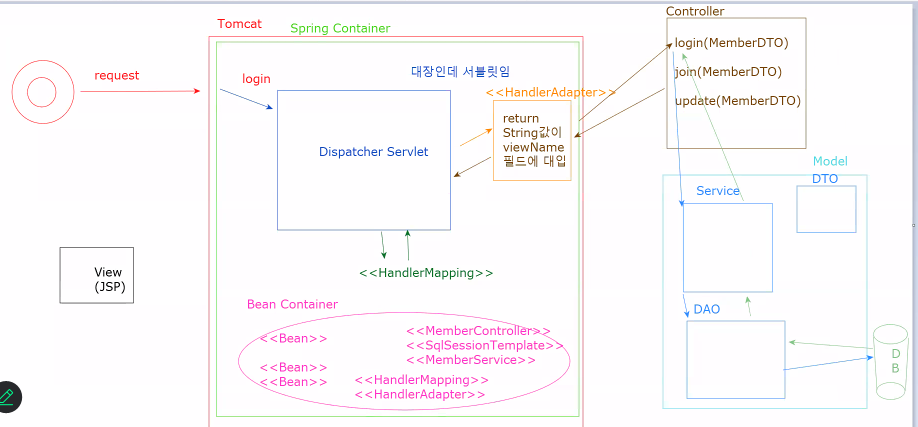 Tomcat
Spring Container
Controller
request
login
대장인데 서블릿임
<<HandlerAdapter>>
login(MemberDTO)
join(MemberDTO)
update(MemberDTO)
Dispatcher Servlet
return
String값이
viewName
필드에 대입
Model
DTO
Service
View
(JSP)
<<HandlerMapping>>
DAO
Bean Container
<<Bean>>
<<Bean>>
<<Bean>>
<<MemberController>>
<<SqlSessionTemplate>>
<<MemberService>>
<<HandlerMapping>>
<<HandlerAdapter>>
D
B